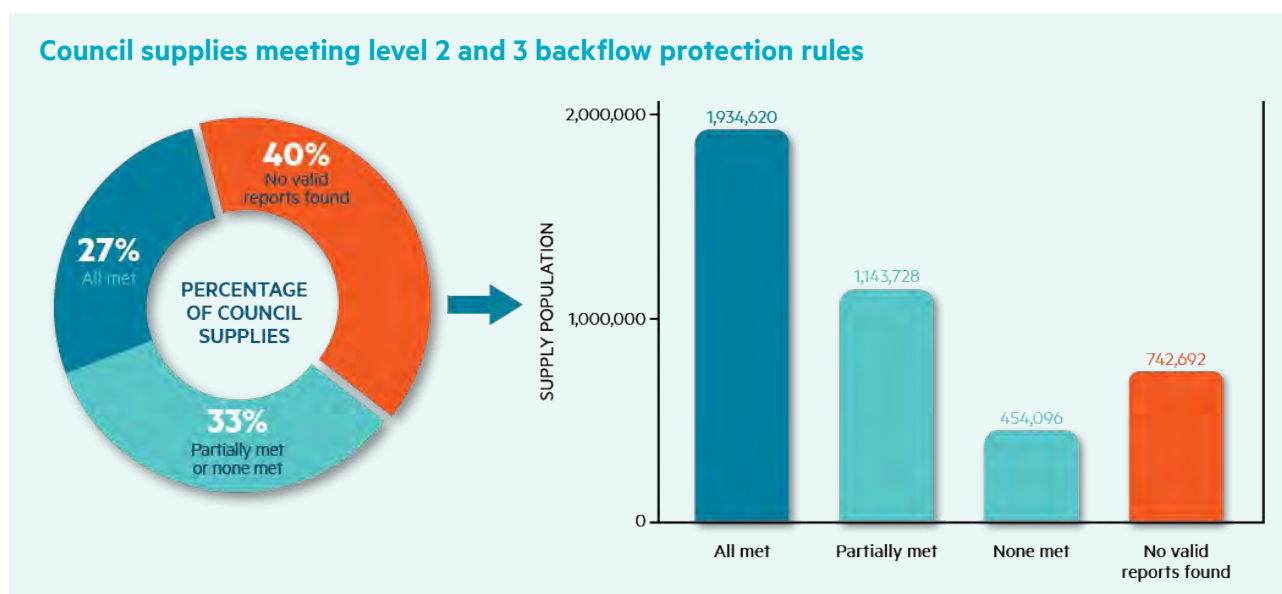 Council supplies meeting level 2 and 3 backflow protection rules
40%
No valid
reports found
27%
All met
PERCENTAGE
OF COUNCIL
SUPPLIES
33%
Partially met
or none met
SUPPLY POPULATION
2,000,000
1,000,000
0
1,934,620
1,143,728
454,096
742,692
All met
Partially met
None met
No valid
reports found